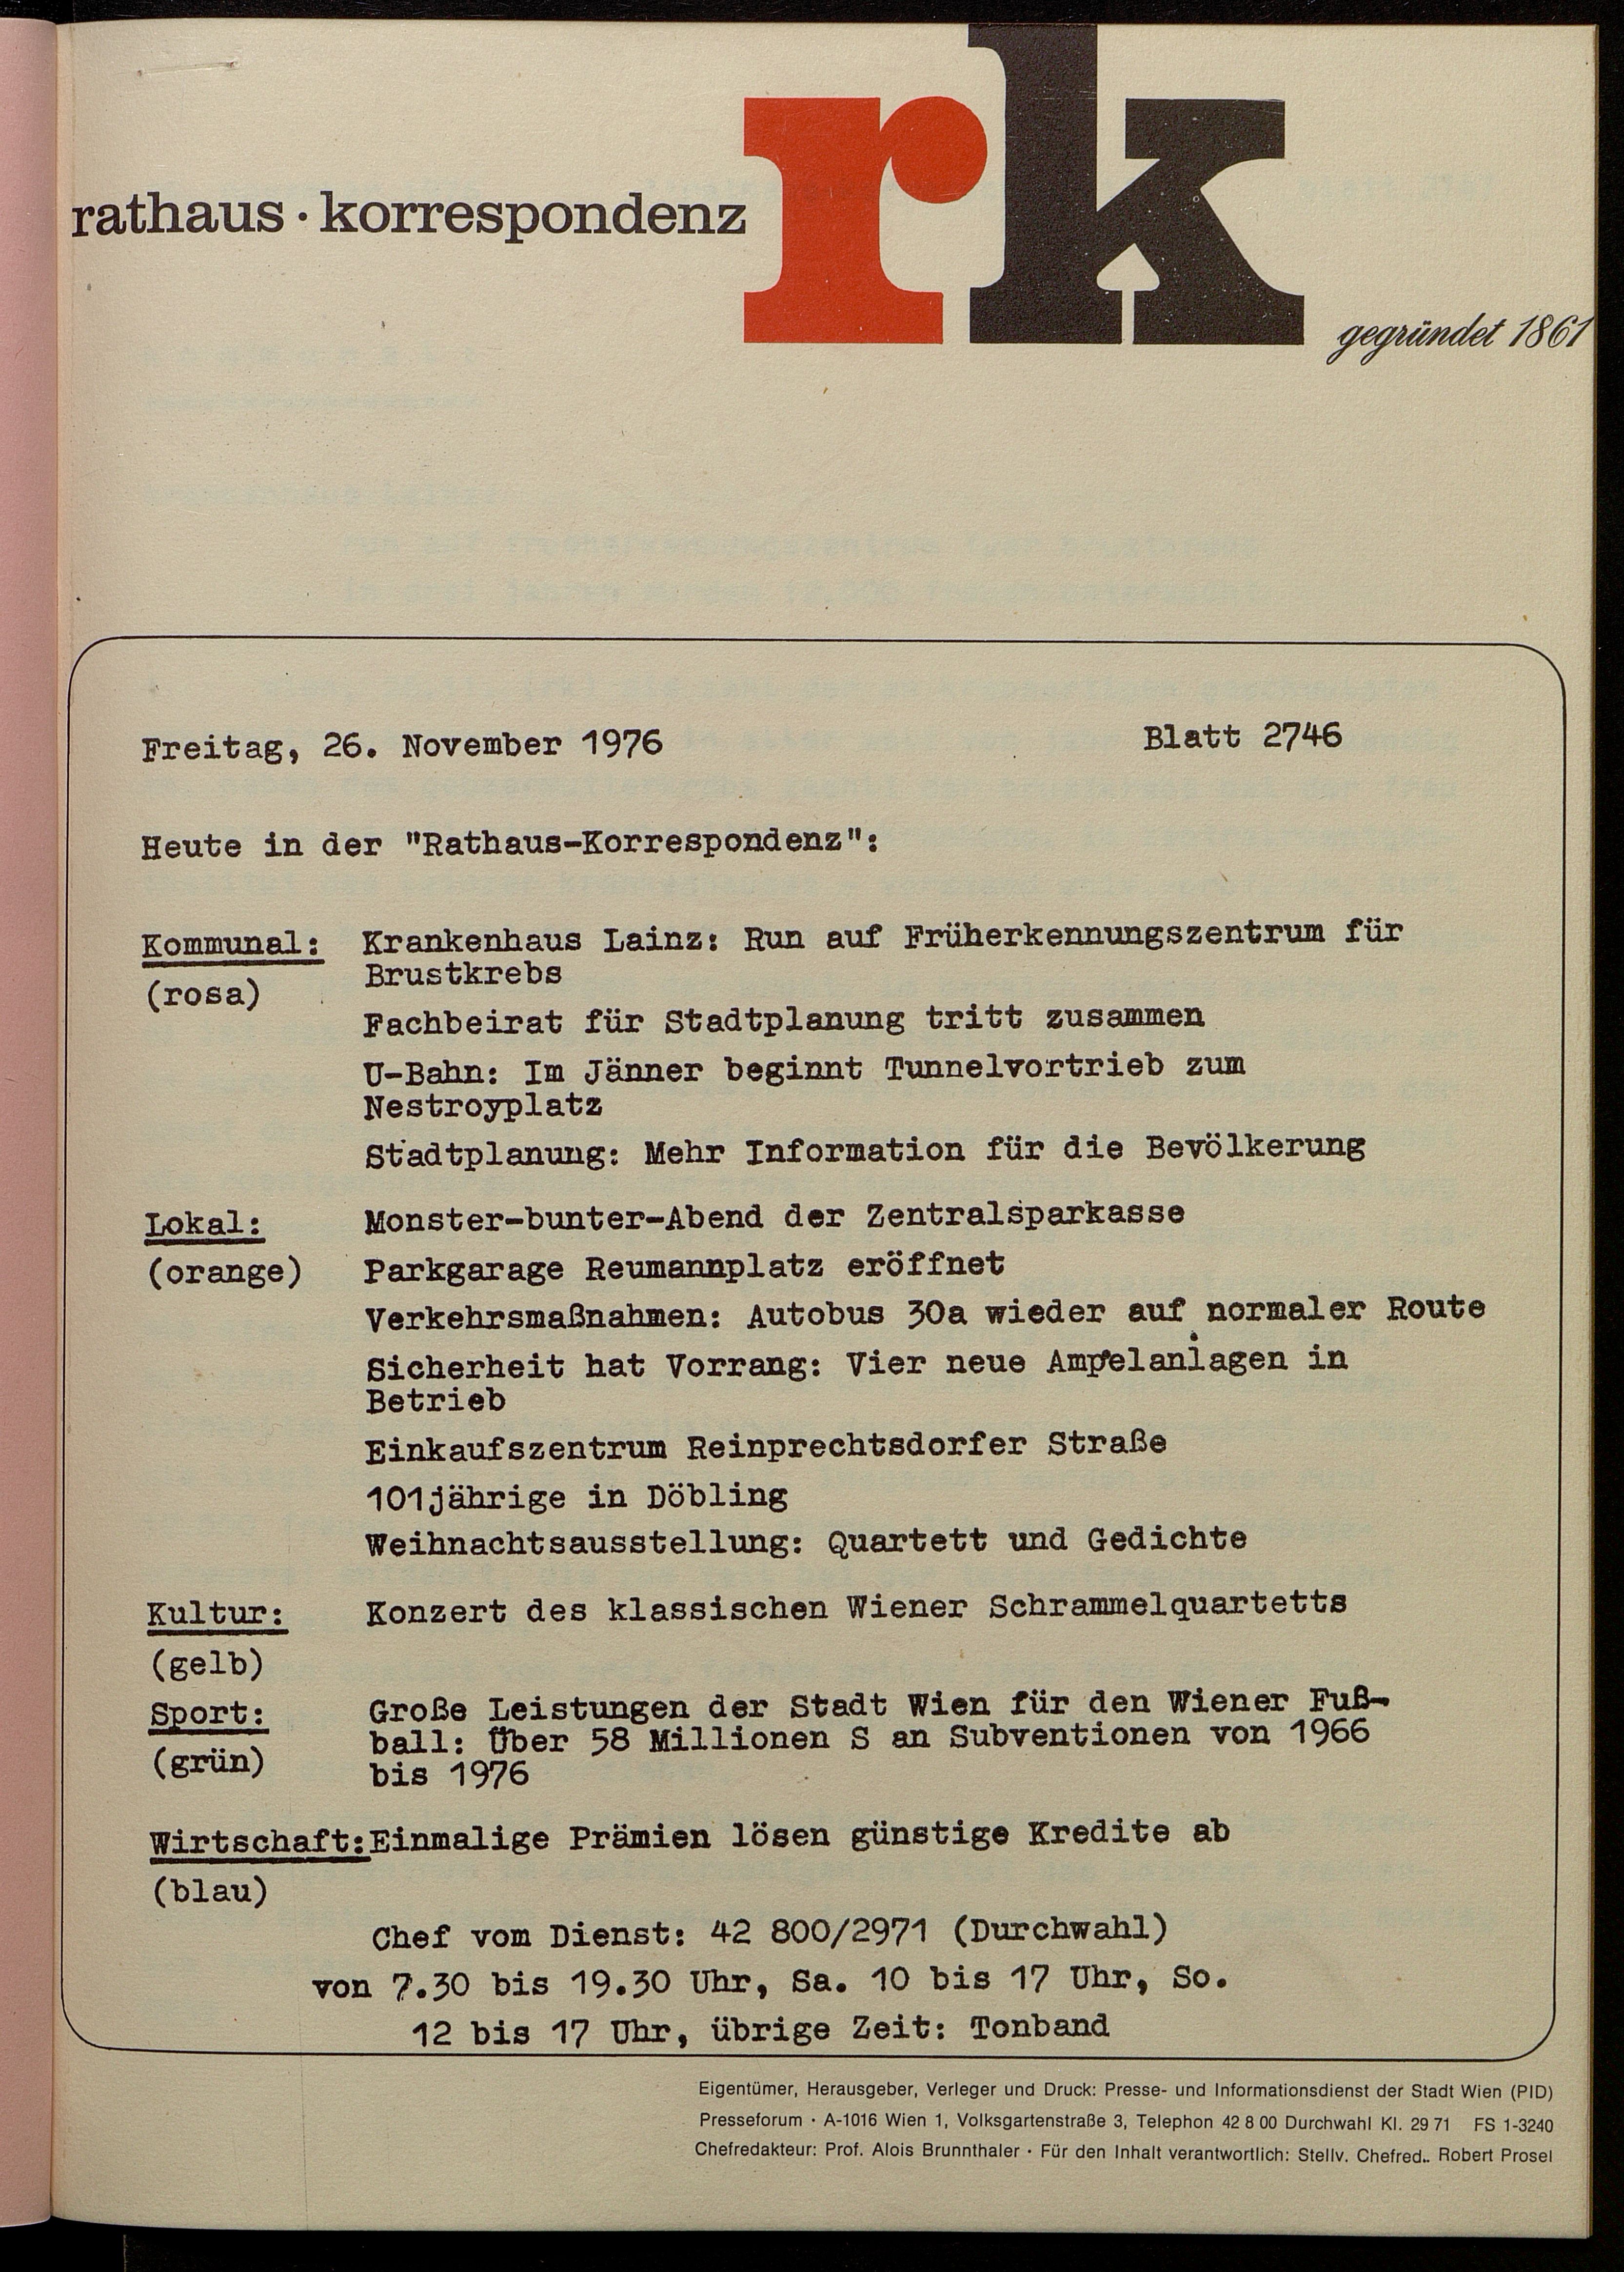 rathaus · korrespondenz
rk
gegründet 1861
Freitag, 26. November 1976 Blatt 2746
Heute in der "Rathaus-Korrespondenz":
Kommunal: Krankenhaus Lainz: Run auf Früherkennungszentrum für
Brustkrebs
(rosa)
Fachbeirat für Stadtplanung tritt zusammen
U-Bahn: Im Jänner beginnt Tunnelvortrieb zum
Nestroyplatz
Stadtplanung: Mehr Information für die Bevölkerung
Lokal: Monster-bunter-Abend der Zentralsparkasse
(orange) Parkgarage Reumannplatz eröffnet
Verkehrsmaßnahmen: Autobus 30a wieder auf normaler Route
Sicherheit hat Vorrang: Vier neue Ampelanlagen in
Betrieb
Einkaufszentrum Reinprechtsdorfer Straße
101jährige in Döbling
Weihnachtsausstellung: Quartett und Gedichte
Kultur: Konzert des klassischen Wiener Schrammelquartetts
(gelb)
Sport: Große Leistungen der Stadt Wien für den Wiener Fuß-
ball: Über 58 Millionen S an Subventionen von 1966
(grün) bis 1976
Wirtschaft: Einmalige Prämien lösen günstige Kredite ab
(blau)
Chef vom Dienst: 42 800/2971 (Durchwahl)
von 7.30 bis 19.30 Uhr, Sa. 10 bis 17 Uhr, So.
12 bis 17 Uhr, übrige Zeit: Tonband
Eigentümer, Herausgeber, Verleger und Druck: Presse- und Informationsdienst der Stadt Wien (PID)
Presseforum · A-1016 Wien 1, Volksgartenstraße 3, Telephon 42 8 00 Durchwahl Kl. 29 71 FS 1-3240
Chefredakteur: Prof. Alois Brunnthaler · Für den Inhalt verantwortlich: Stellv. Chefred.. Robert Prosel